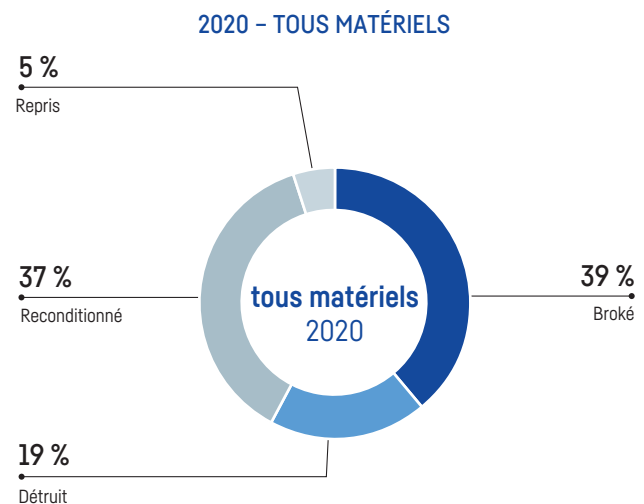 2020 – TOUS MATÉRIELS
5 %
Repris
37 %
Reconditionné
tous matériels
2020
39 %
Broké
19 %
Détruit